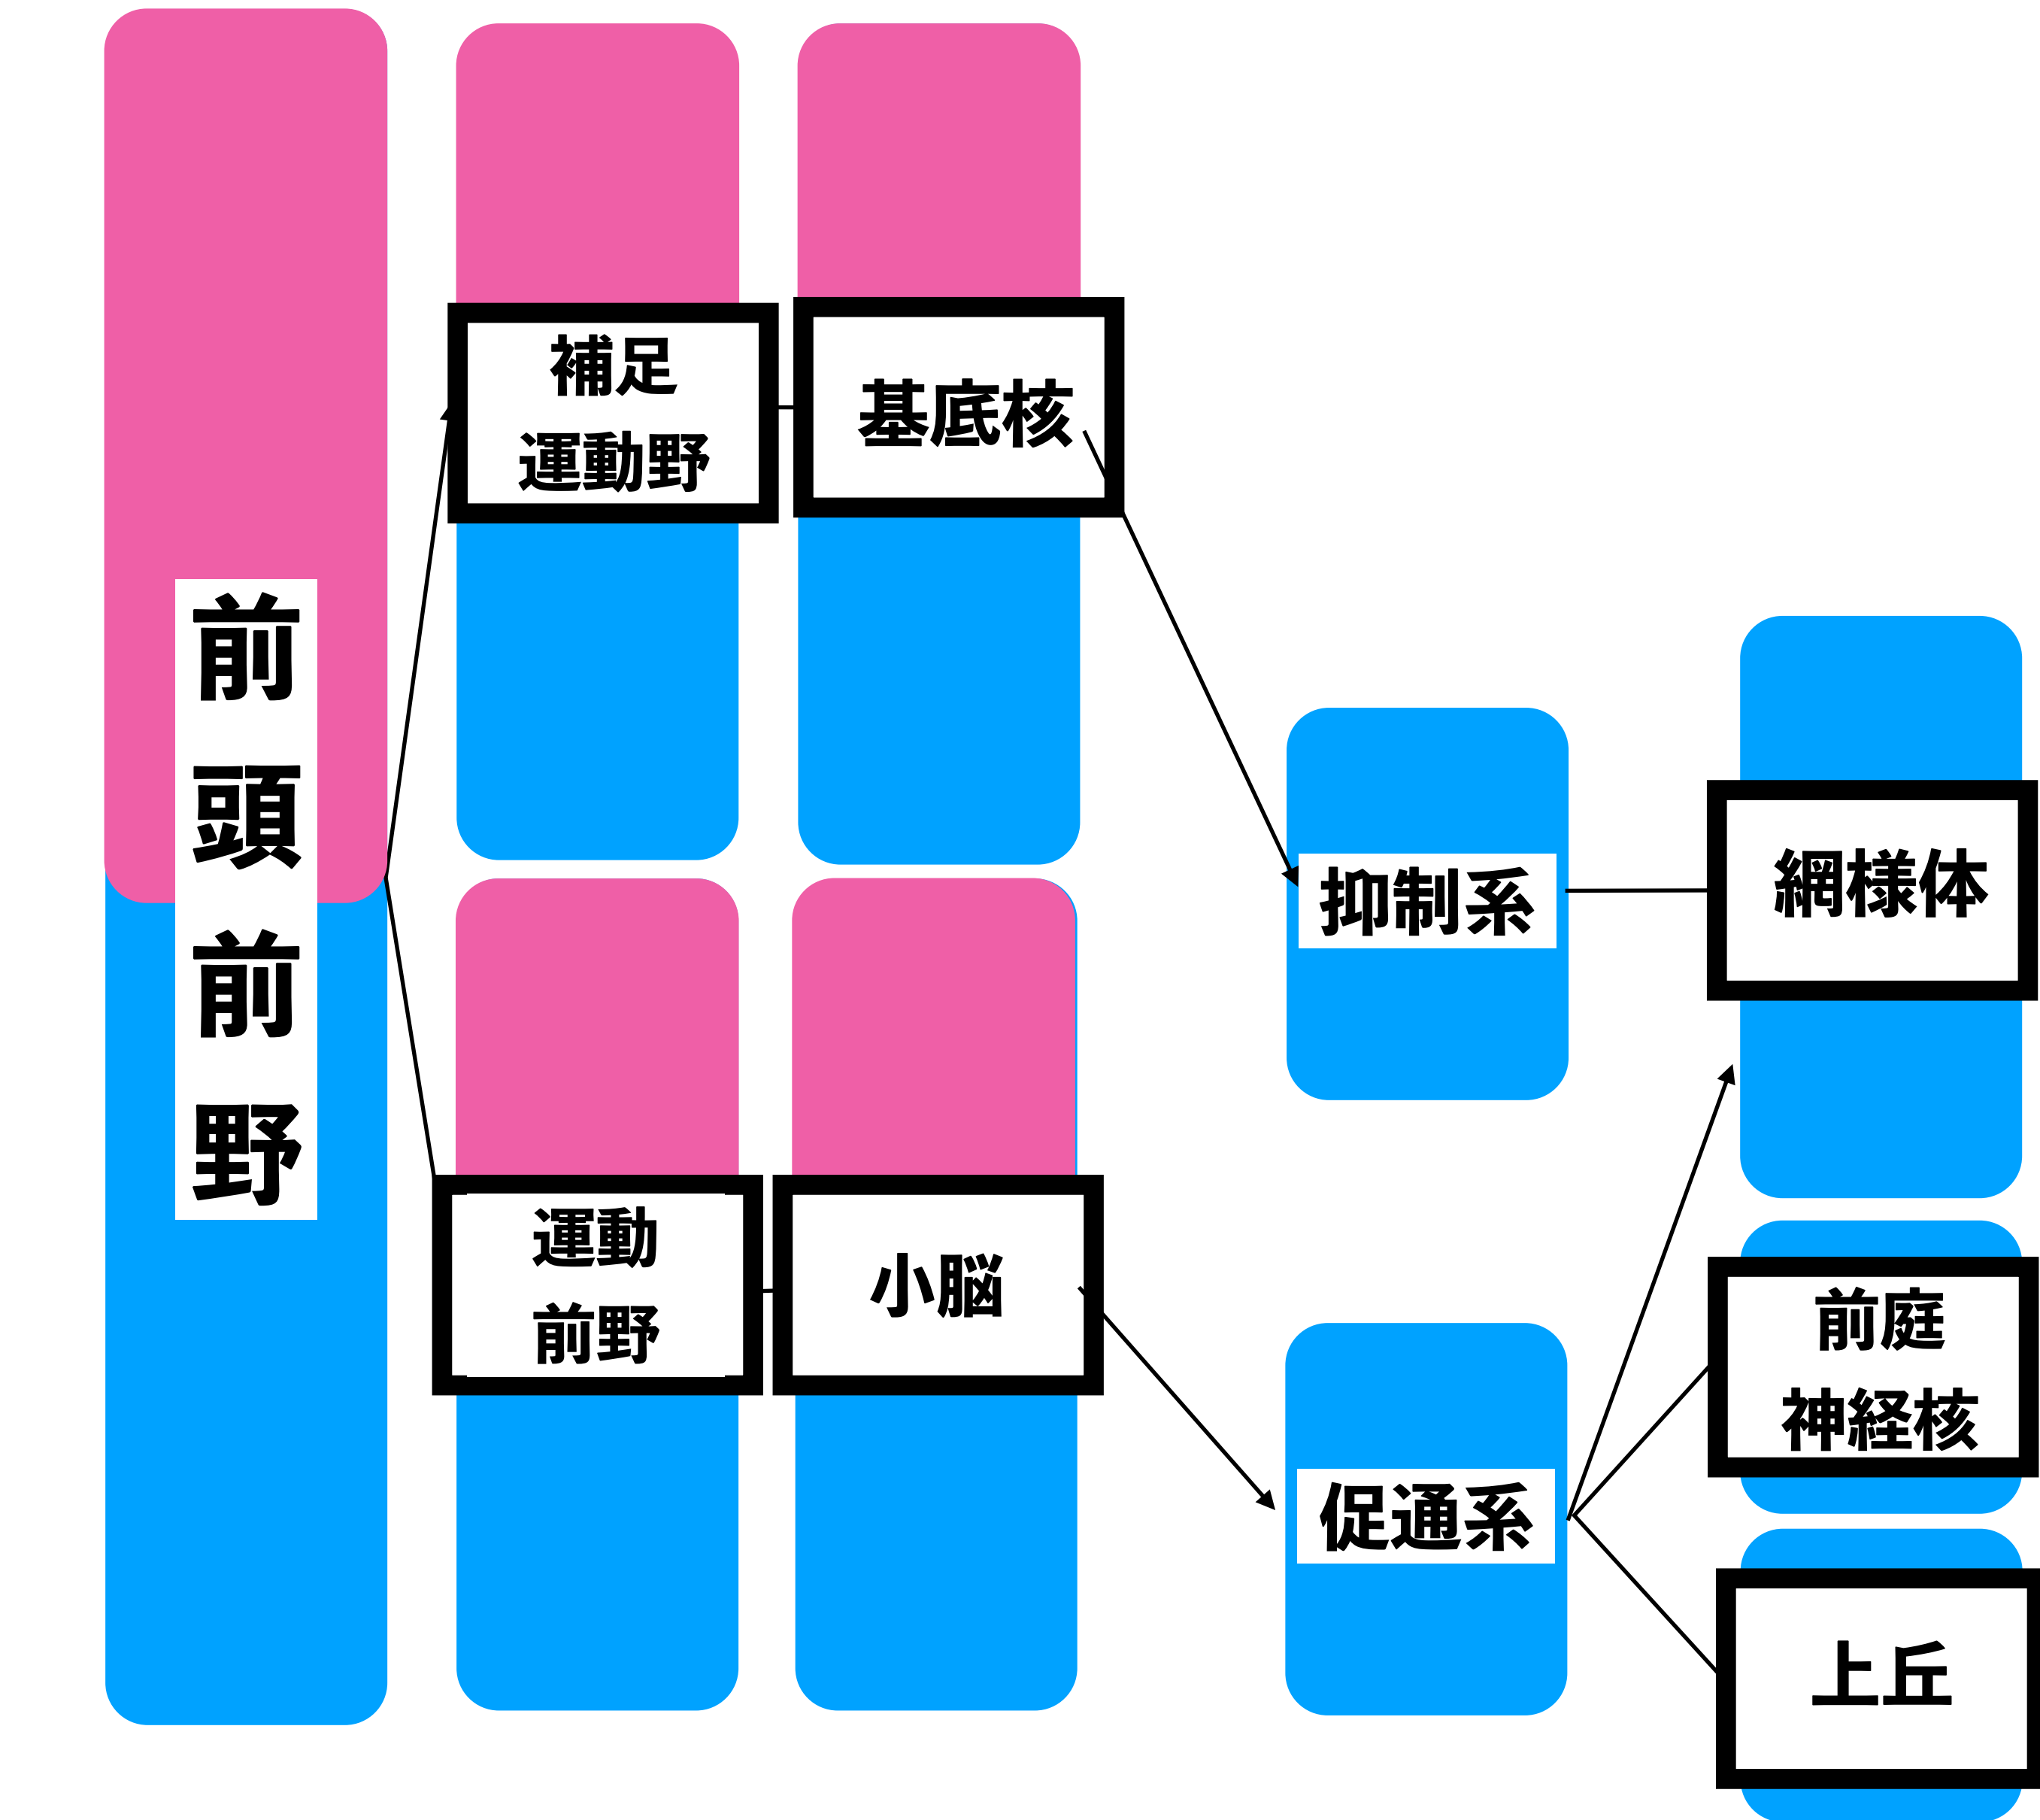 前頭前野
補足
運動野
基底核
運動
前野
小脳
抑制系
促通系
網様体
前庭
神経核
上丘